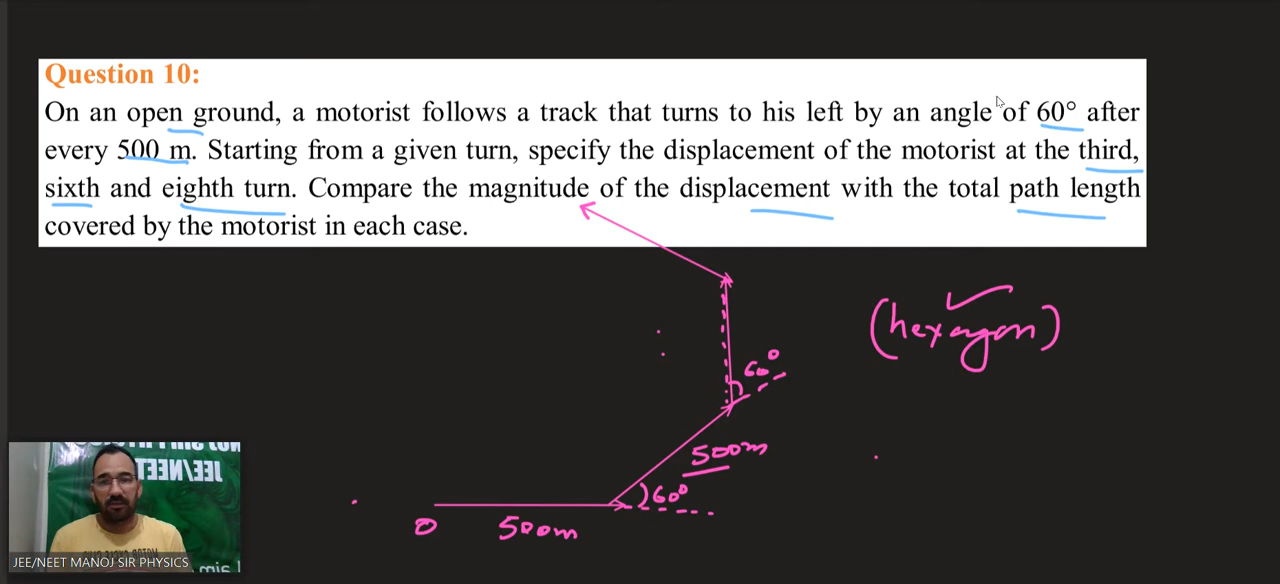 Question 10:
On an open ground, a motorist follows a track that turns to his left by an angle of 60° after
every 500 m. Starting from a given turn, specify the displacement of the motorist at the third,
sixth and eighth turn. Compare the magnitude of the displacement with the total path length
covered by the motorist in each case.
(hexagon)
60°
500m
60°
O
500m
JEE/NEET
JEE/NEET MANOJ SIR PHYSICS